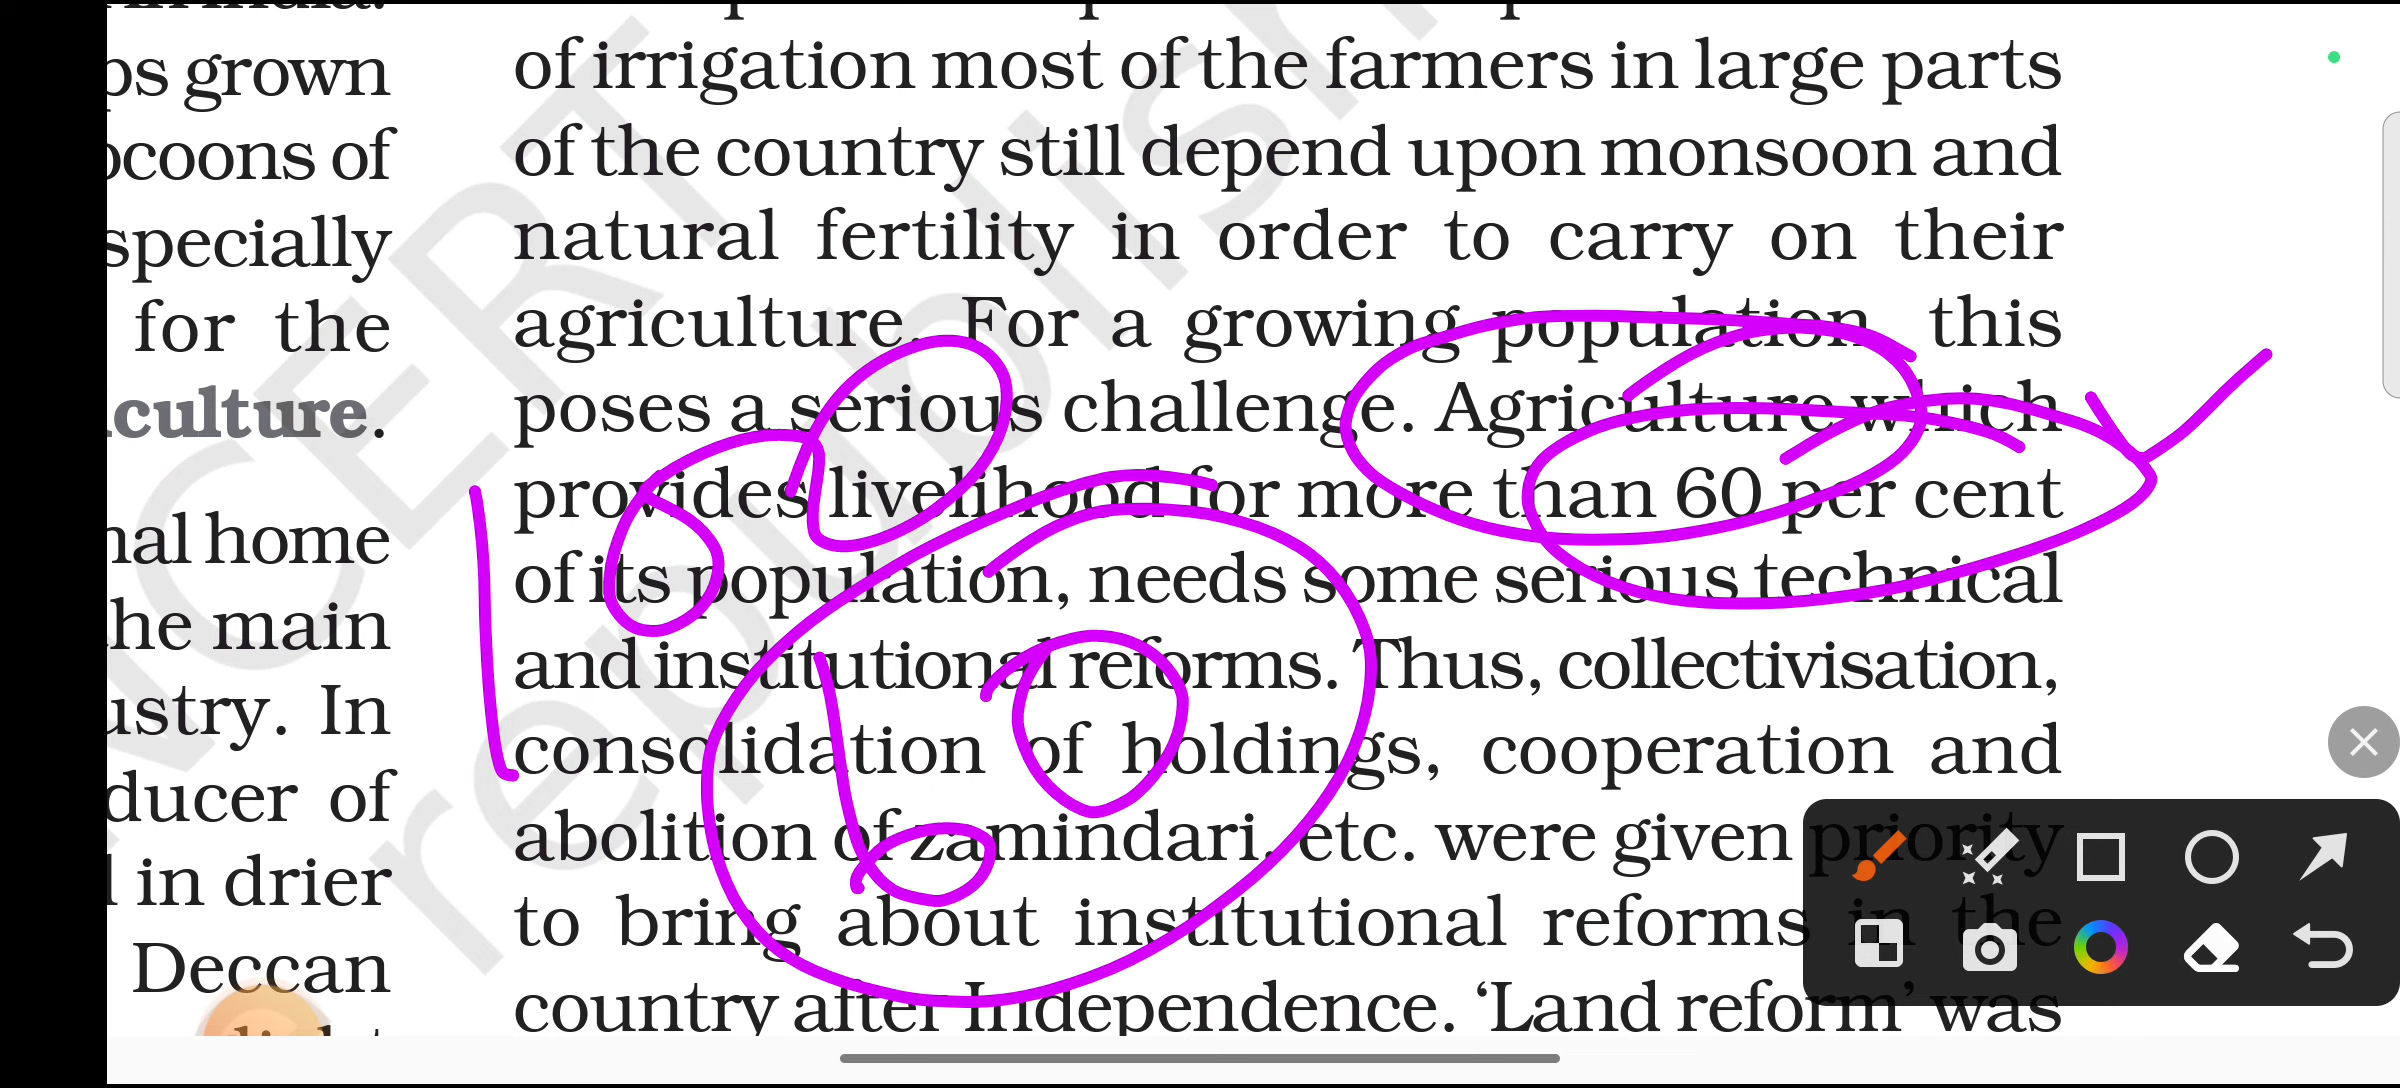 in India.
ps grown
ocoons of
specially
for the
culture.
nal home
he main
ustry. In
ducer of
in drier
Deccan
of irrigation most of the farmers in large parts
of the country still depend upon monsoon and
natural fertility in order to carry on their
agriculture. For a growing population, this
poses a serious challenge. Agriculture which
provides livelihood for more than 60 per cent
of its population, needs some serious technical
and institutional reforms. Thus, collectivisation,
consolidation of holdings, cooperation and
abolition of zamindari, etc. were given priority
to bring about institutional reforms in the
country after Independence. ‘Land reform’ was
NCERT
republish